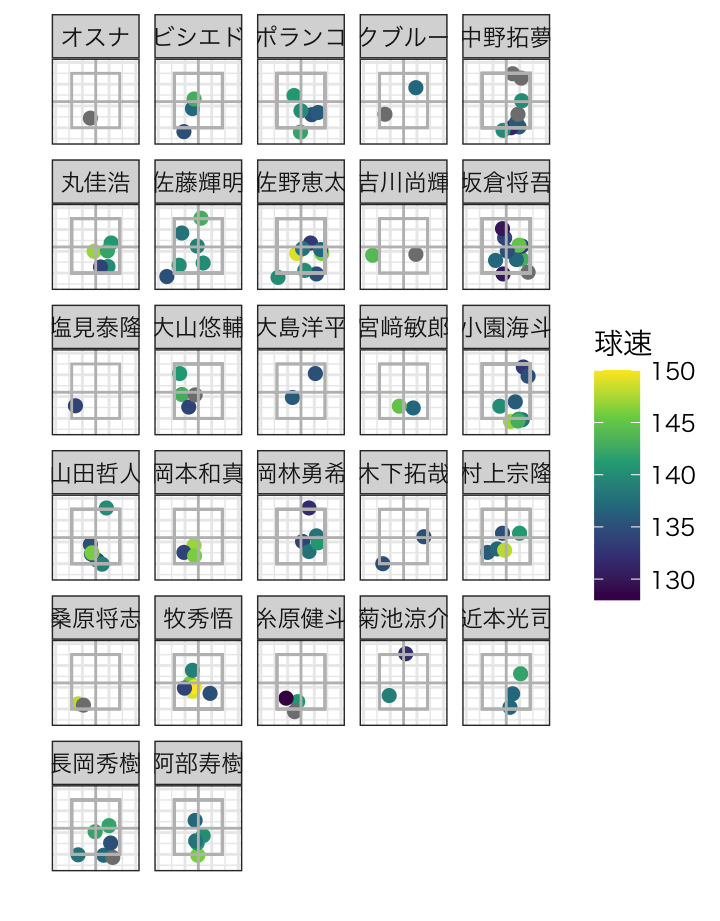 オスナ
ビシエド
ポランコ
クブルー
中野拓夢
丸佳浩
佐藤輝明
佐野恵太
吉川尚輝
坂倉将吾
塩見泰隆
大山悠輔
大島洋平
宮﨑敏郎
小園海斗
山田哲人
岡本和真
岡林勇希
木下拓哉
村上宗隆
桑原将志
牧秀悟
糸原健斗
菊池涼介
近本光司
長岡秀樹
阿部寿樹
球速
150
145
140
135
130